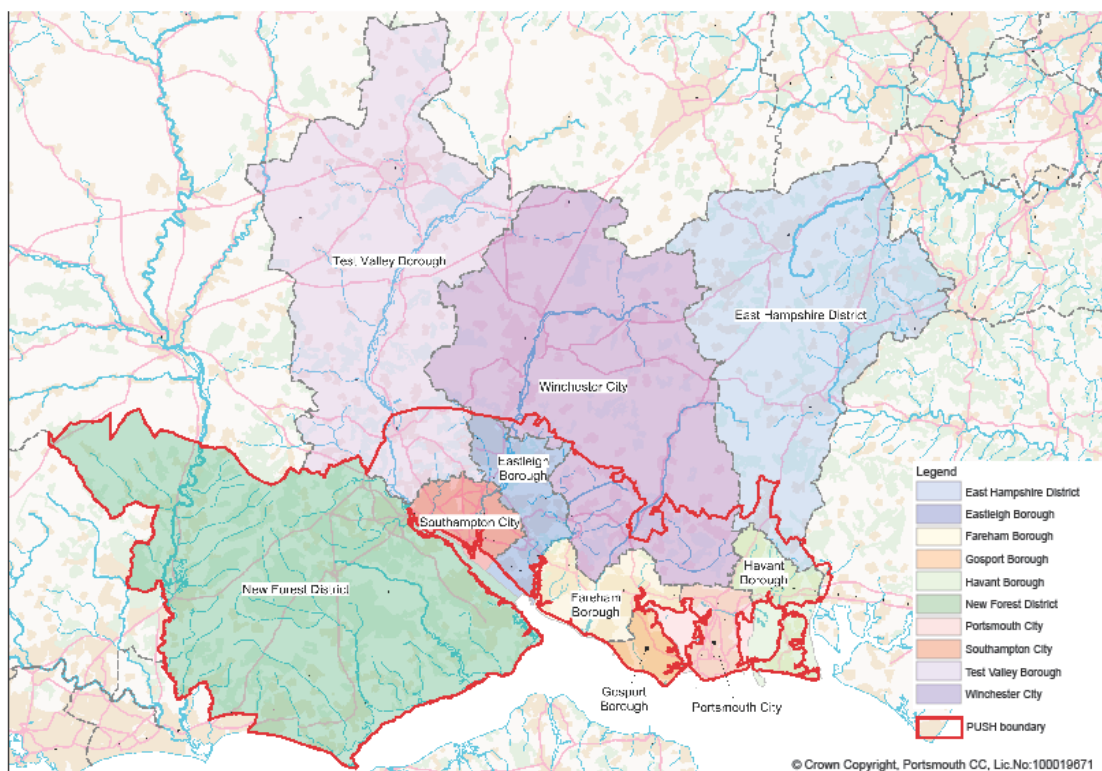 Test Valley Borough
East Hampshire District
Winchester City
Eastleigh
Borough
Southampton City
New Forest District
Havant
Borough
Fareham
Borough
Gosport
Borough
Portsmouth City
Legend
East Hampshire District
Eastleigh Borough
Fareham Borough
Gosport Borough
Havant Borough
New Forest District
Portsmouth City
Southampton City
Test Valley Borough
Winchester City
PUSH boundary
© Crown Copyright, Portsmouth CC, Lic.No:100019671